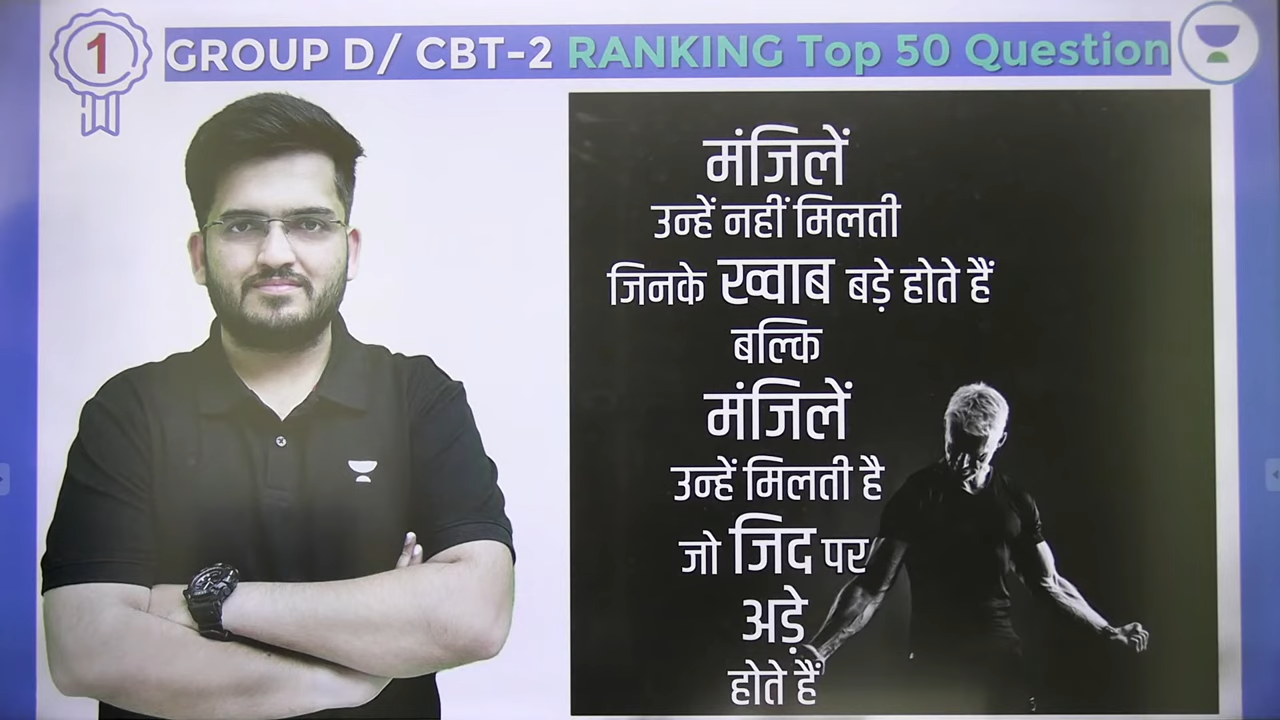 1
GROUP D/ CBT-2 RANKING Top 50 Question
मंजिलें
उन्हें नहीं मिलती
जिनके ख्वाब बड़े होते हैं
बल्कि
मंजिलें
उन्हें मिलती है
जो जिद पर
अड़े
होते हैं